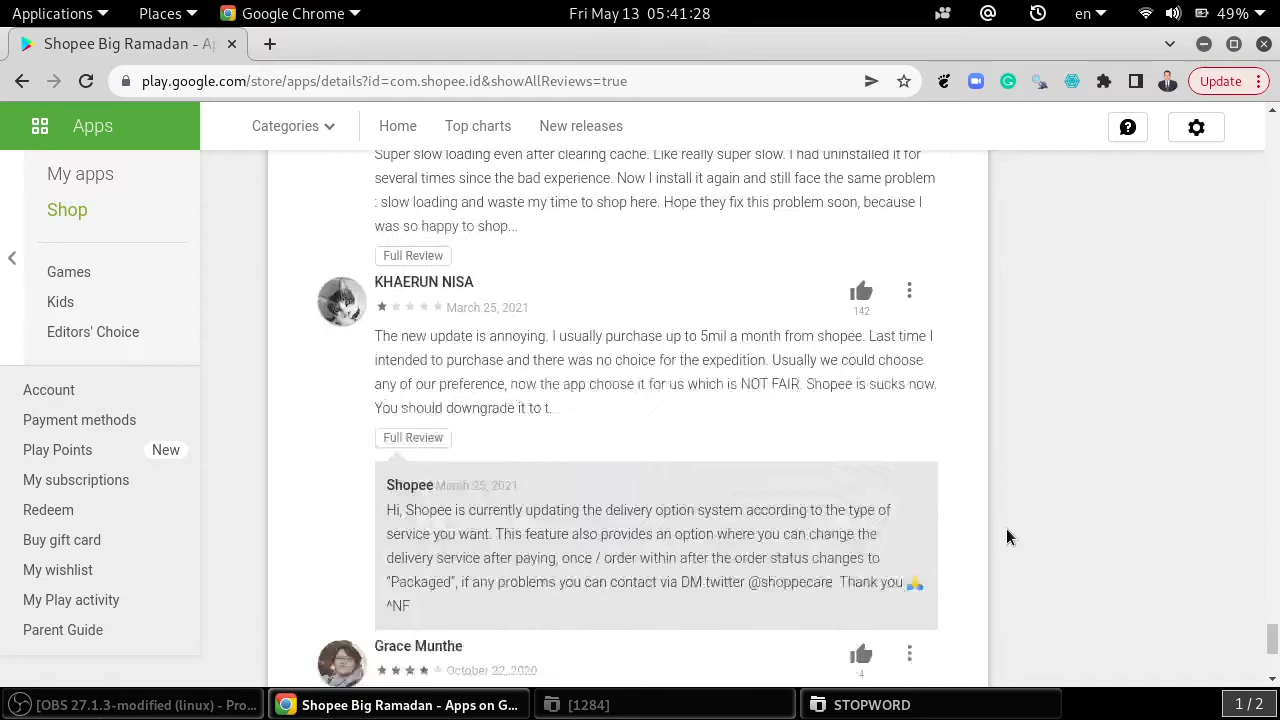 Applications Places Google Chrome Fri May 13 05:41:28 en 49%
Shopee Big Ramadan - Ap
play.google.com/store/apps/details?id=com.shopee.id&showAllReviews=true Update
Apps Categories Home Top charts New releases
My apps
Shop
Games
Kids
Editors' Choice
Account
Payment methods
Play Points New
My subscriptions
Redeem
Buy gift card
My wishlist
My Play activity
Parent Guide
Super slow loading even after clearing cache. Like really super slow. I had uninstalled it for
several times since the bad experience. Now I install it again and still face the same problem
: slow loading and waste my time to shop here. Hope they fix this problem soon, because I
was so happy to shop...
Full Review
KHAERUN NISA
March 25, 2021
142
The new update is annoying. I usually purchase up to 5mil a month from shopee. Last time I
intended to purchase and there was no choice for the expedition. Usually we could choose
any of our preference, now the app choose it for us which is NOT FAIR. Shopee is sucks now.
You should downgrade it to t...
Full Review
Shopee March 25, 2021
Hi, Shopee is currently updating the delivery option system according to the type of
service you want. This feature also provides an option where you can change the
delivery service after paying, once / order within after the order status changes to
"Packaged", if any problems you can contact via DM twitter @shoppecare Thank you 🙏
^NF
Grace Munthe
October 22, 2020
4
[OBS 27.1.3-modified (linux) - Pro... Shopee Big Ramadan - Apps on G... [1284] STOPWORD 1 / 2